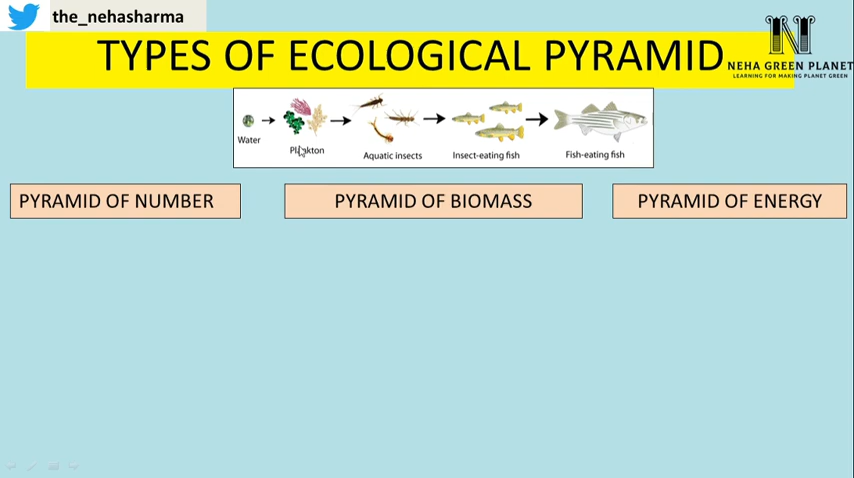 the_nehasharma
TYPES OF ECOLOGICAL PYRAMID
NEHA GREEN PLANET
LEARNING FOR MAKING PLANET GREEN
Water
Plankton
Aquatic insects
Insect-eating fish
Fish-eating fish
PYRAMID OF NUMBER
PYRAMID OF BIOMASS
PYRAMID OF ENERGY